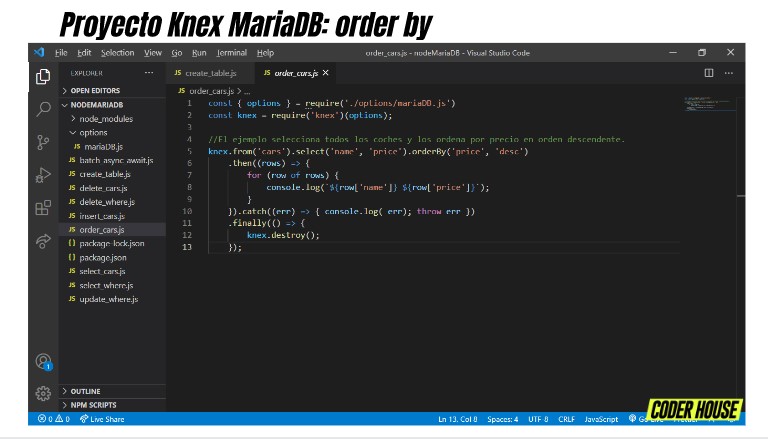 Proyecto Knex MariaDB: order by
File Edit Selection View Go Run Terminal Help order_cars.js - nodeMariaDB - Visual Studio Code
EXPLORER ···
JS create_table.js JS order_cars.js ×
OPEN EDITORS
NODEMARIADB
node_modules
options
JS mariaDB.js
JS batch_async_await.js
JS create_table.js
JS delete_cars.js
JS delete_where.js
JS insert_cars.js
JS order_cars.js
{} package-lock.json
{} package.json
JS select_cars.js
JS select_where.js
JS update_where.js
OUTLINE
NPM SCRIPTS
JS order_cars.js > ...
1 const { options } = require('./options/mariaDB.js')
2 const knex = require('knex')(options);
3
4 //El ejemplo selecciona todos los coches y los ordena por precio en orden descendente.
5 knex.from('cars').select('name', 'price').orderBy('price', 'desc')
6 .then((rows) => {
7 for (row of rows) {
8 console.log(`${row['name']} ${row['price']}`);
9 }
10 }).catch((err) => { console.log( err); throw err })
11 .finally(() => {
12 knex.destroy();
13 });
1
0 0 Live Share Ln 13, Col 8 Spaces: 4 UTF-8 CRLF JavaScript
CODER HOUSE